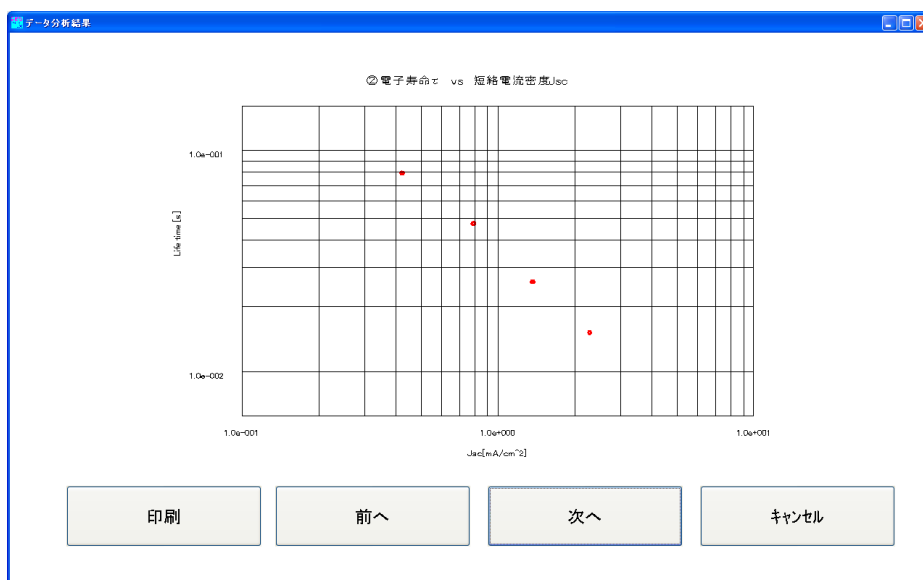 データ分析結果
②電子寿命τ vs 短絡電流密度Jsc
1.0e-001
Life time [s]
1.0e-002
1.0e-001
1.0e+000
1.0e+001
Jsc[mA/cm^2]
印刷
前へ
次へ
キャンセル